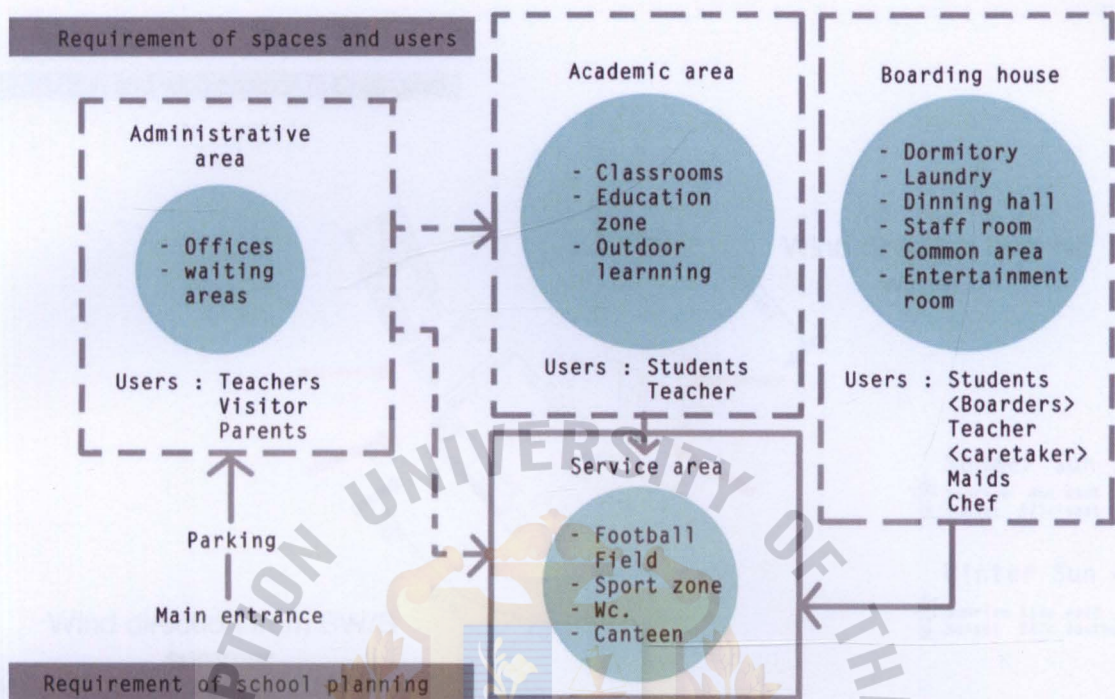 Requirement of spaces and users
Administrative
area
- Offices
- waiting
areas
Users : Teachers
Visitor
Parents
Parking
Main entrance
Academic area
- Classrooms
- Education
zone
- Outdoor
learnning
Users : Students
Teacher
Boarding house
- Dormitory
- Laundry
- Dinning hall
- Staff room
- Common area
- Entertainment
room
Users : Students
<Boarders>
Teacher
<caretaker>
Maids
Chef
Service area
- Football
Field
- Sport zone
- Wc.
- Canteen
UNIVERSITY OF
Requirement of school planning